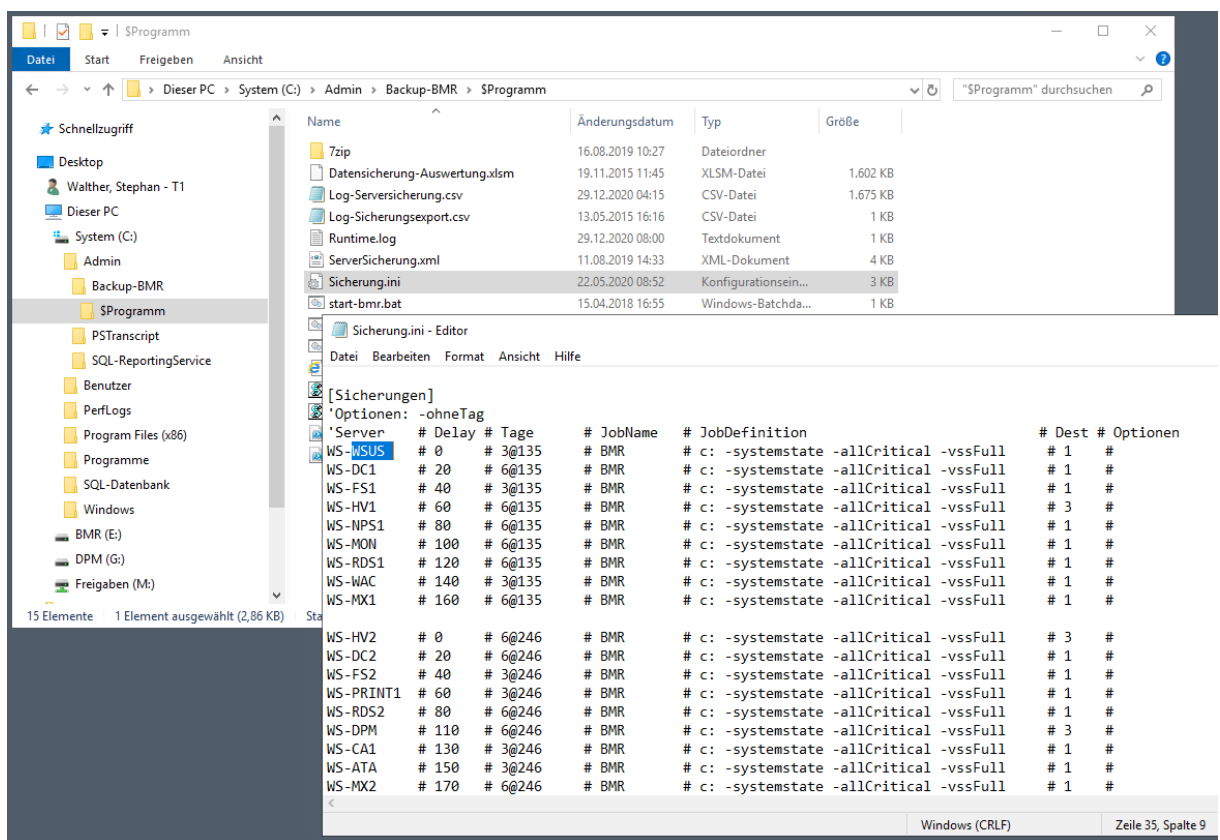 $Programm
Datei Start Freigeben Ansicht
Dieser PC > System (C:) > Admin > Backup-BMR > $Programm
"$Programm" durchsuchen
Schnellzugriff
Desktop
Walther, Stephan - T1
Dieser PC
System (C:)
Admin
Backup-BMR
$Programm
PSTranscript
SQL-ReportingService
Benutzer
PerfLogs
Program Files (x86)
Programme
SQL-Datenbank
Windows
BMR (E:)
DPM (G:)
Freigaben (M:)
Name Änderungsdatum Typ Größe
7zip 16.08.2019 10:27 Dateiordner
Datensicherung-Auswertung.xlsm 19.11.2015 11:45 XLSM-Datei 1.602 KB
Log-Serversicherung.csv 29.12.2020 04:15 CSV-Datei 1.675 KB
Log-Sicherungsexport.csv 13.05.2015 16:16 CSV-Datei 1 KB
Runtime.log 29.12.2020 08:00 Textdokument 1 KB
ServerSicherung.xml 11.08.2019 14:33 XML-Dokument 4 KB
Sicherung.ini 22.05.2020 08:52 Konfigurationsein... 3 KB
start-bmr.bat 15.04.2018 16:55 Windows-Batchda... 1 KB
15 Elemente 1 Element ausgewählt (2,86 KB) Sta
Sicherung.ini - Editor
Datei Bearbeiten Format Ansicht Hilfe
[Sicherungen]
'Optionen: -ohneTag
'Server # Delay # Tage # JobName # JobDefinition # Dest # Optionen
WS-WSUS # 0 # 3@135 # BMR # c: -systemstate -allCritical -vssFull # 1 #
WS-DC1 # 20 # 6@135 # BMR # c: -systemstate -allCritical -vssFull # 1 #
WS-FS1 # 40 # 3@135 # BMR # c: -systemstate -allCritical -vssFull # 1 #
WS-HV1 # 60 # 6@135 # BMR # c: -systemstate -allCritical -vssFull # 3 #
WS-NPS1 # 80 # 6@135 # BMR # c: -systemstate -allCritical -vssFull # 1 #
WS-MON # 100 # 6@135 # BMR # c: -systemstate -allCritical -vssFull # 1 #
WS-RDS1 # 120 # 6@135 # BMR # c: -systemstate -allCritical -vssFull # 1 #
WS-WAC # 140 # 3@135 # BMR # c: -systemstate -allCritical -vssFull # 1 #
WS-MX1 # 160 # 6@135 # BMR # c: -systemstate -allCritical -vssFull # 1 #
WS-HV2 # 0 # 6@246 # BMR # c: -systemstate -allCritical -vssFull # 3 #
WS-DC2 # 20 # 6@246 # BMR # c: -systemstate -allCritical -vssFull # 1 #
WS-FS2 # 40 # 3@246 # BMR # c: -systemstate -allCritical -vssFull # 1 #
WS-PRINT1 # 60 # 3@246 # BMR # c: -systemstate -allCritical -vssFull # 1 #
WS-RDS2 # 80 # 6@246 # BMR # c: -systemstate -allCritical -vssFull # 1 #
WS-DPM # 110 # 6@246 # BMR # c: -systemstate -allCritical -vssFull # 3 #
WS-CA1 # 130 # 3@246 # BMR # c: -systemstate -allCritical -vssFull # 1 #
WS-ATA # 150 # 3@246 # BMR # c: -systemstate -allCritical -vssFull # 1 #
WS-MX2 # 170 # 6@246 # BMR # c: -systemstate -allCritical -vssFull # 1 #
Windows (CRLF) Zeile 35, Spalte 9